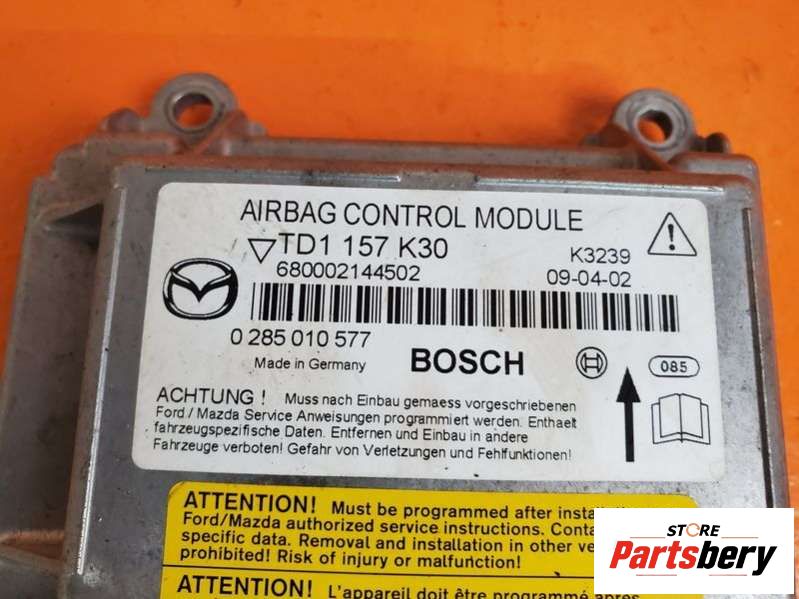 AIRBAG CONTROL MODULE
TD1 157 K30
K3239
680002144502
09-04-02
0 285 010 577
Made in Germany
BOSCH
085
ACHTUNG ! Muss nach Einbau gemaess vorgeschriebenen
Ford / Mazda Service Anweisungen programmiert werden. Enthaelt
fahrzeugspezifische Daten. Entfernen und Einbau in andere
Fahrzeuge verboten! Gefahr von Verletzungen und Fehlfunktionen!
ATTENTION! Must be programmed after
Ford/Mazda authorized service instructions.
specific data. Removal and installation in other
prohibited! Risk of injury or malfunction!
ATTENTION! L'appareil doit être programmé après
STORE
Partsbery